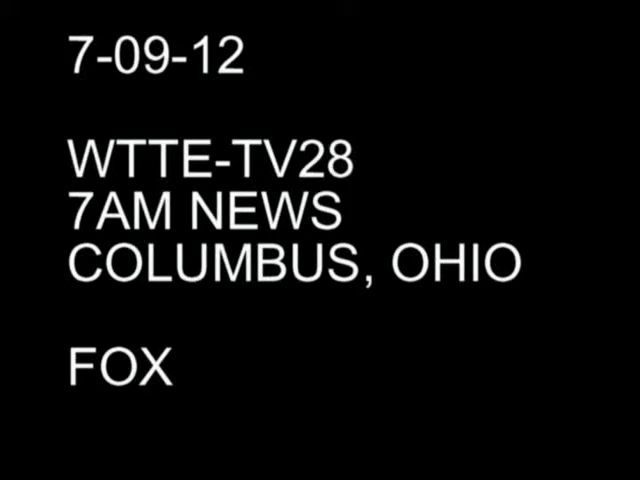 7-09-12
WTTE-TV28
7AM NEWS
COLUMBUS, OHIO
FOX